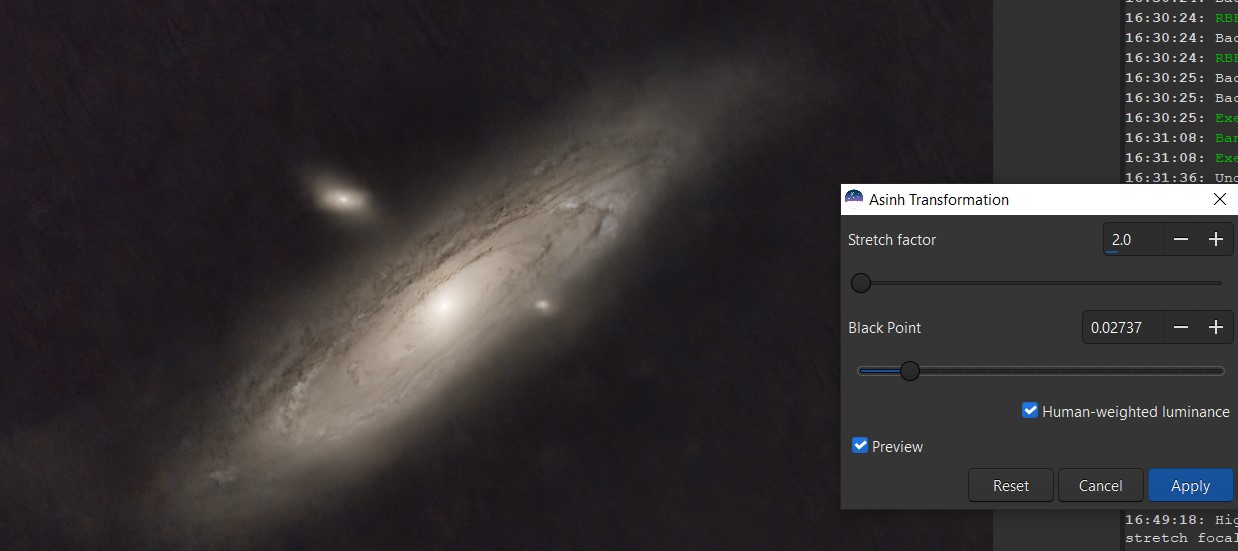 16:30:24: Bac
16:30:24: RBF
16:30:24: Bac
16:30:24: RBF
16:30:25: Bac
16:30:25: Bac
16:30:25: Exe
16:31:08: Ban
16:31:08: Exe
16:31:36: Und
Asinh Transformation
Stretch factor
2.0
Black Point
0.02737
Human-weighted luminance
Preview
Reset
Cancel
Apply
16:49:18: Hig
stretch focal